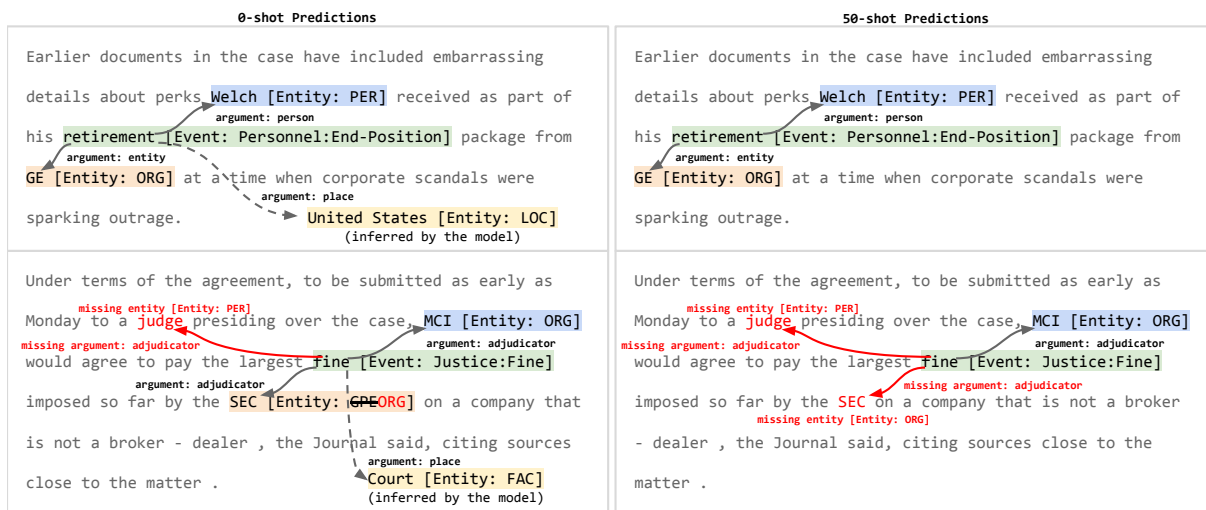 0-shot Predictions
Earlier documents in the case have included embarrassing
details about perks Welch [Entity: PER] received as part of
argument: person
his retirement [Event: Personnel:End-Position] package from
argument: entity
GE [Entity: ORG] at a time when corporate scandals were
argument: place
sparking outrage. United States [Entity: LOC]
(inferred by the model)
Under terms of the agreement, to be submitted as early as
missing entity [Entity: PER]
Monday to a judge presiding over the case, MCI [Entity: ORG]
missing argument: adjudicator argument: adjudicator
would agree to pay the largest fine [Event: Justice:Fine]
argument: adjudicator
imposed so far by the SEC [Entity: GPEORG] on a company that
is not a broker - dealer , the Journal said, citing sources
argument: place
close to the matter . Court [Entity: FAC]
(inferred by the model)
50-shot Predictions
Earlier documents in the case have included embarrassing
details about perks Welch [Entity: PER] received as part of
argument: person
his retirement [Event: Personnel:End-Position] package from
argument: entity
GE [Entity: ORG] at a time when corporate scandals were
sparking outrage.
Under terms of the agreement, to be submitted as early as
missing entity [Entity: PER]
Monday to a judge presiding over the case, MCI [Entity: ORG]
missing argument: adjudicator argument: adjudicator
would agree to pay the largest fine [Event: Justice:Fine]
missing argument: adjudicator
imposed so far by the SEC on a company that is not a broker
missing entity [Entity: ORG]
- dealer , the Journal said, citing sources close to the
matter .